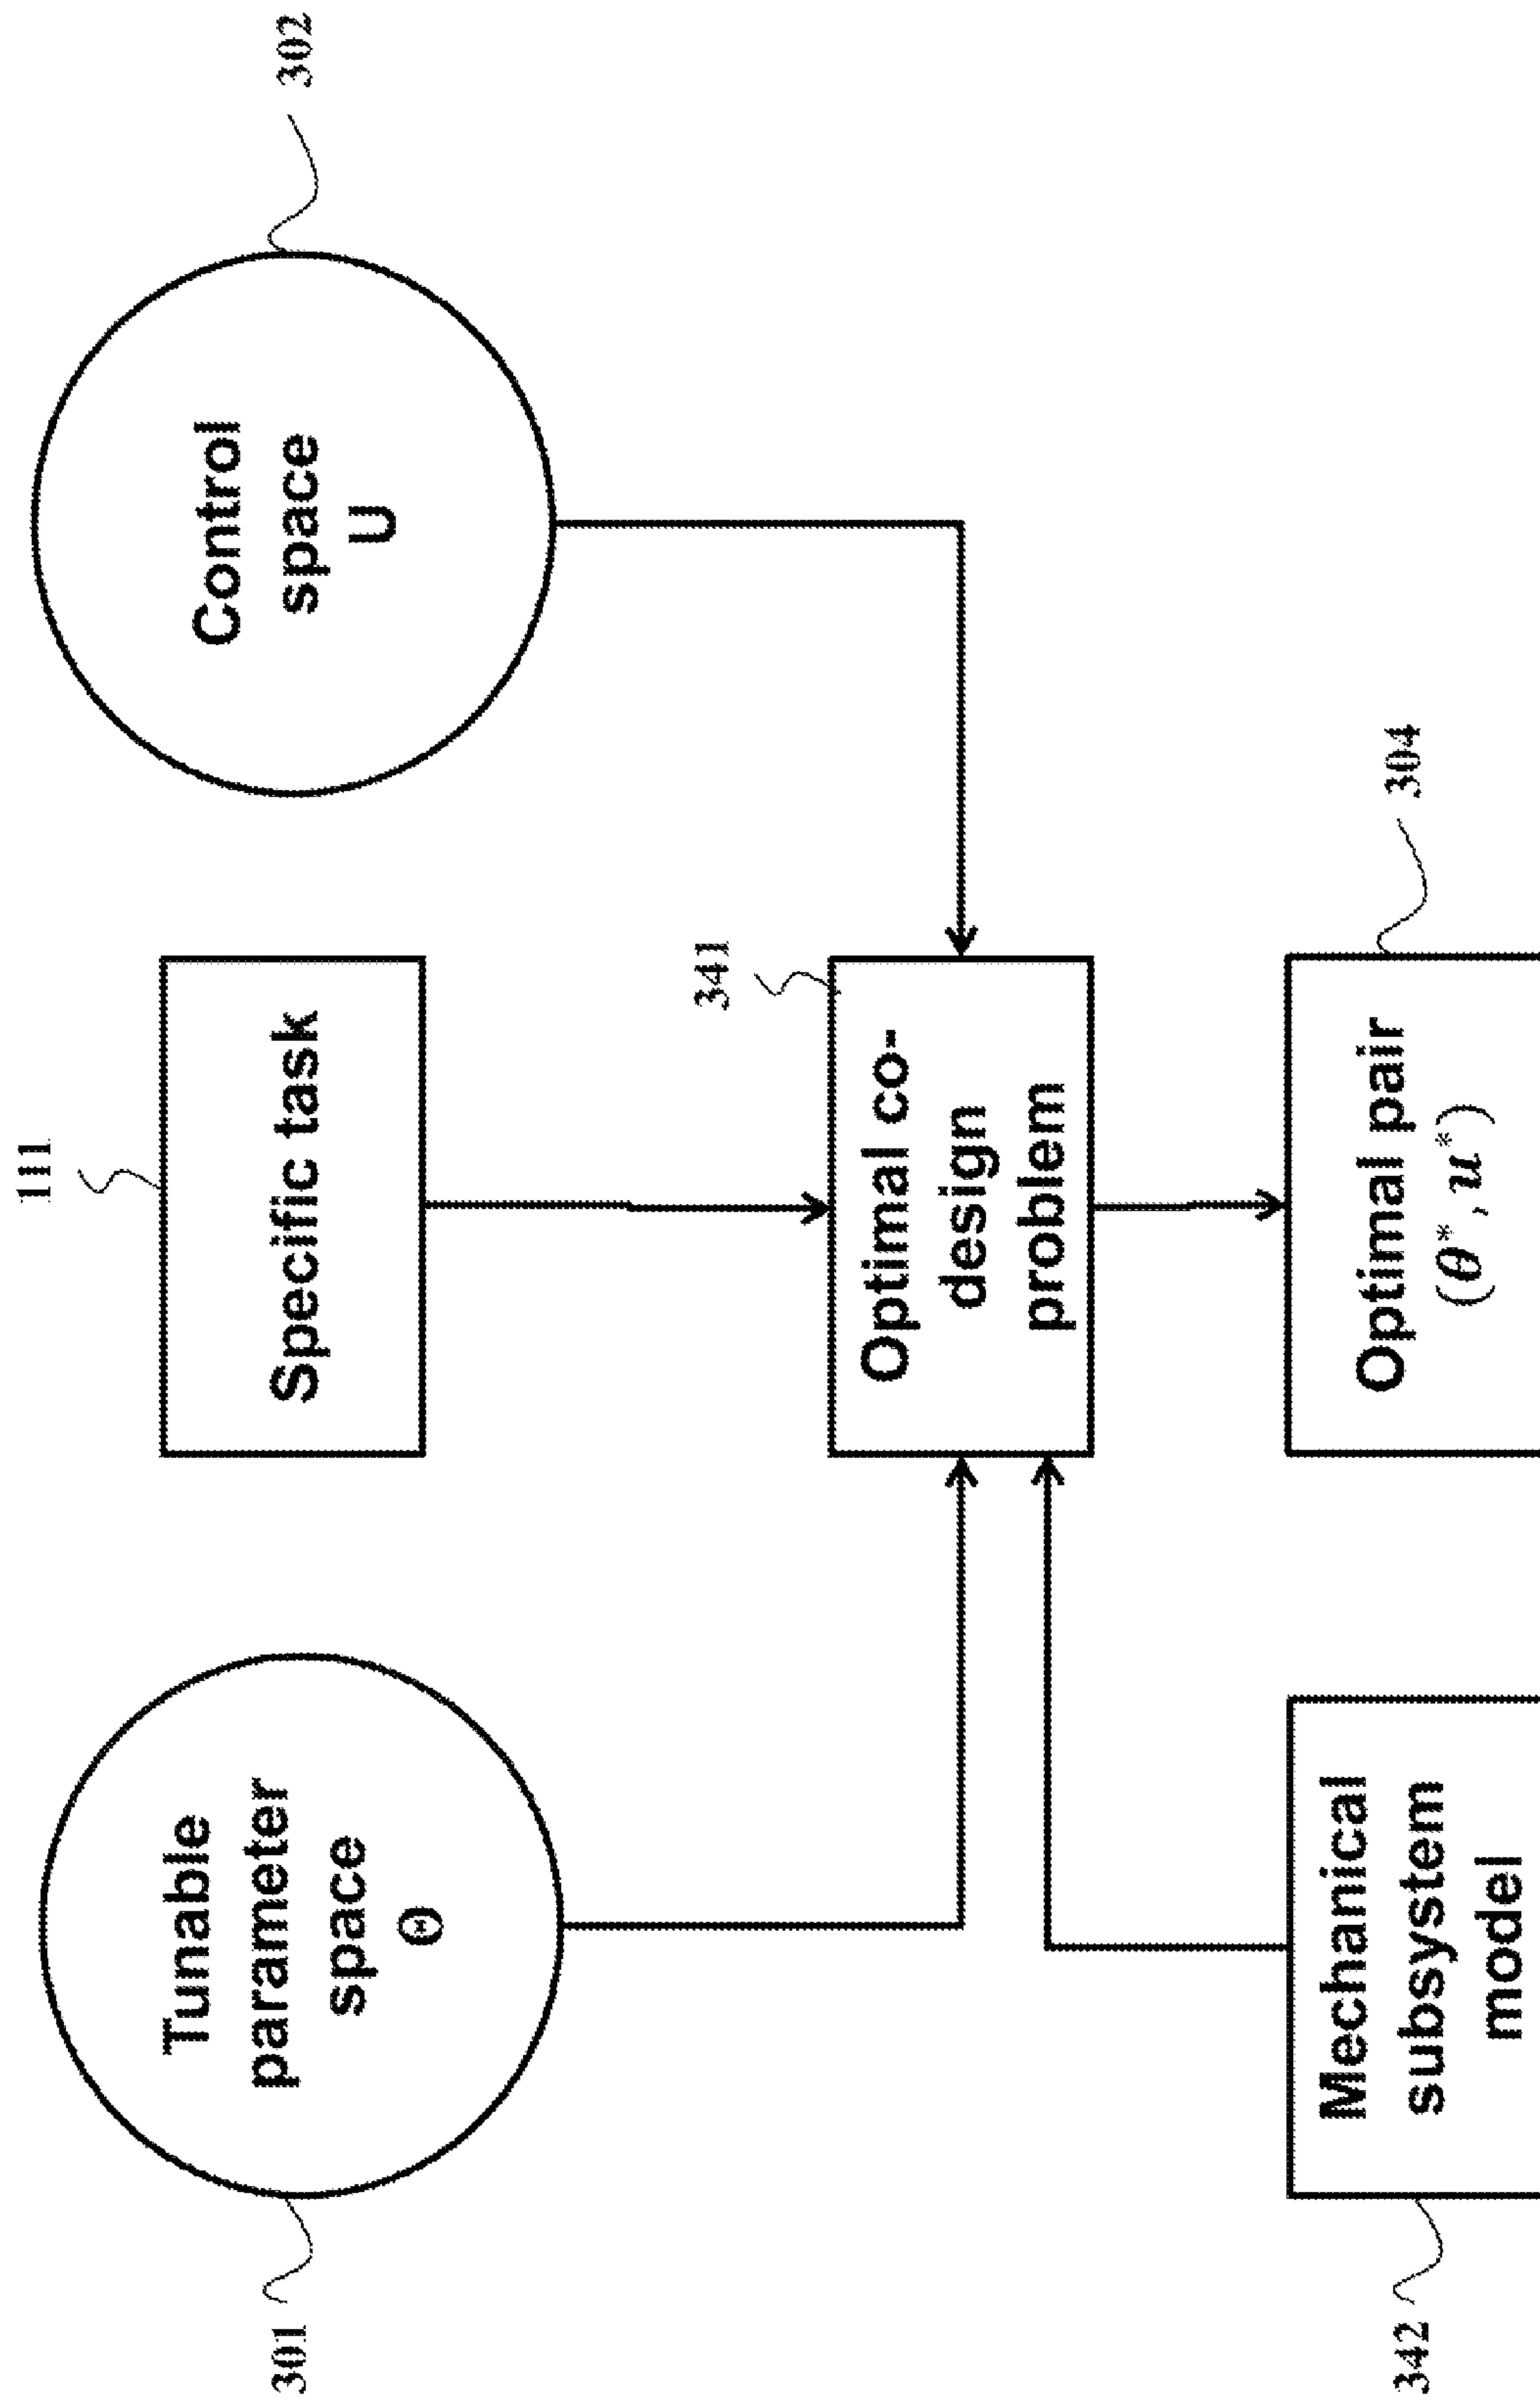 111
Tunable
parameter
space
Θ
301
Specific task
Control
space
U
302
341
Optimal co-
design
problem
Mechanical
subsystem
model
342
Optimal pair
(θ*, u*)
304